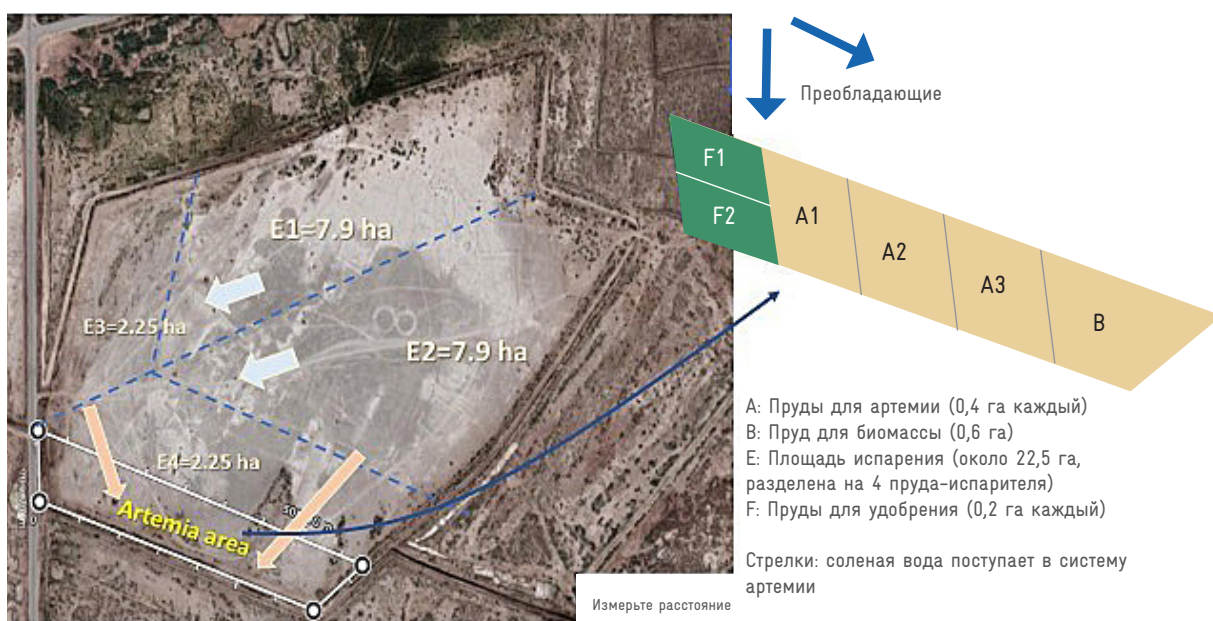 Преобладающие
F1
F2
A1
A2
A3
B
E1=7.9 ha
E2=7.9 ha
E3=2.25 ha
E4=2.25 ha
Artemia area
Измерьте расстояние
A: Пруды для артемии (0,4 га каждый)
B: Пруд для биомассы (0,6 га)
E: Площадь испарения (около 22,5 га,
разделена на 4 пруда-испарителя)
F: Пруды для удобрения (0,2 га каждый)
Стрелки: соленая вода поступает в систему
артемии